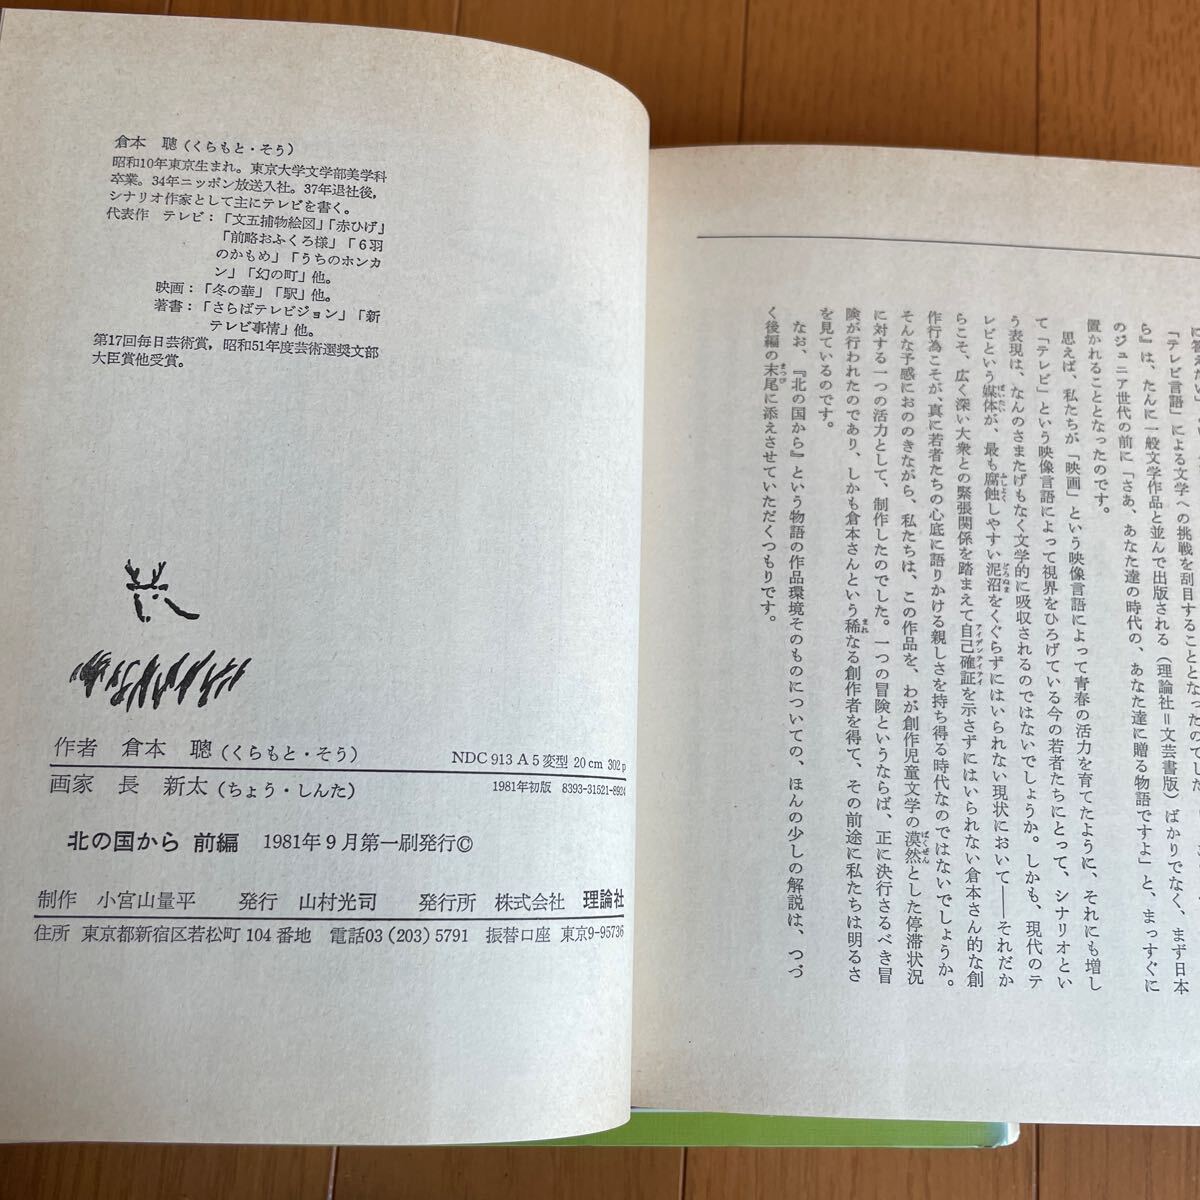 倉本 聰(くらもと・そう)
昭和10年東京生まれ。東京大学文学部美学科
卒業。34年ニッポン放送入社。37年退社後，
シナリオ作家として主にテレビを書く。
代表作 テレビ：「文五捕物絵図」「赤ひげ」
「前略おふくろ様」「6羽
のかもめ」「うちのホンカ
ン」「幻の町」他。
映画：「冬の華」「駅」他。
著書：「さらばテレビジョン」「新
テレビ事情」他。
第17回毎日芸術賞，昭和51年度芸術選奨文部
大臣賞他受賞。
作者 倉本 聰(くらもと・そう)
画家 長 新太(ちょう・しんた)
NDC 913 A5変型 20cm 302p
1981年初版 8393-31521-8924
北の国から 前編 1981年9月第一刷発行©
制作 小宮山量平 発行 山村光司 発行所 株式会社 理論社
住所 東京都新宿区若松町104番地 電話03(203)5791 振替口座 東京9-95736
に答えたい
「テレビ言語」による文学への挑戦を刮目することとなったのでした
ら』は、たんに一般文学作品と並んで出版される（理論社＝文芸書版）ばかりでなく、まず日本
のジュニア世代の前に「さあ、あなた達の時代の、あなた達に贈る物語ですよ」と、まっすぐに
置かれることとなったのです。
思えば、私たちが「映画」という映像言語によって青春の活力を育てたように、それにも増し
て「テレビ」という映像言語によって視界をひろげている今の若者たちにとって、シナリオとい
う表現は、なんのさまたげもなく文学的に吸収されるのではないでしょうか。しかも、現代のテ
レビという媒体が、最も腐蝕しやすい泥沼をくぐらずにはいられない現状において――それだか
らこそ、広く深い大衆との緊張関係を踏まえて自己確証を示さずにはいられない倉本さん的な創
作行為こそが、真に若者たちの心底に語りかける親しさを持ち得る時代なのではないでしょうか。
そんな予感におののきながら、私たちは、この作品を、わが創作児童文学の漠然とした停滞状況
に対する一つの活力として、制作したのでした。一つの冒険というならば、正に決行さるべき冒
険が行われたのであり、しかも倉本さんという稀なる創作者を得て、その前途に私たちは明るさ
を見ているのです。
なお、『北の国から』という物語の作品環境そのものについての、ほんの少しの解説は、つづ
く後編の末尾に添えさせていただくつもりです。